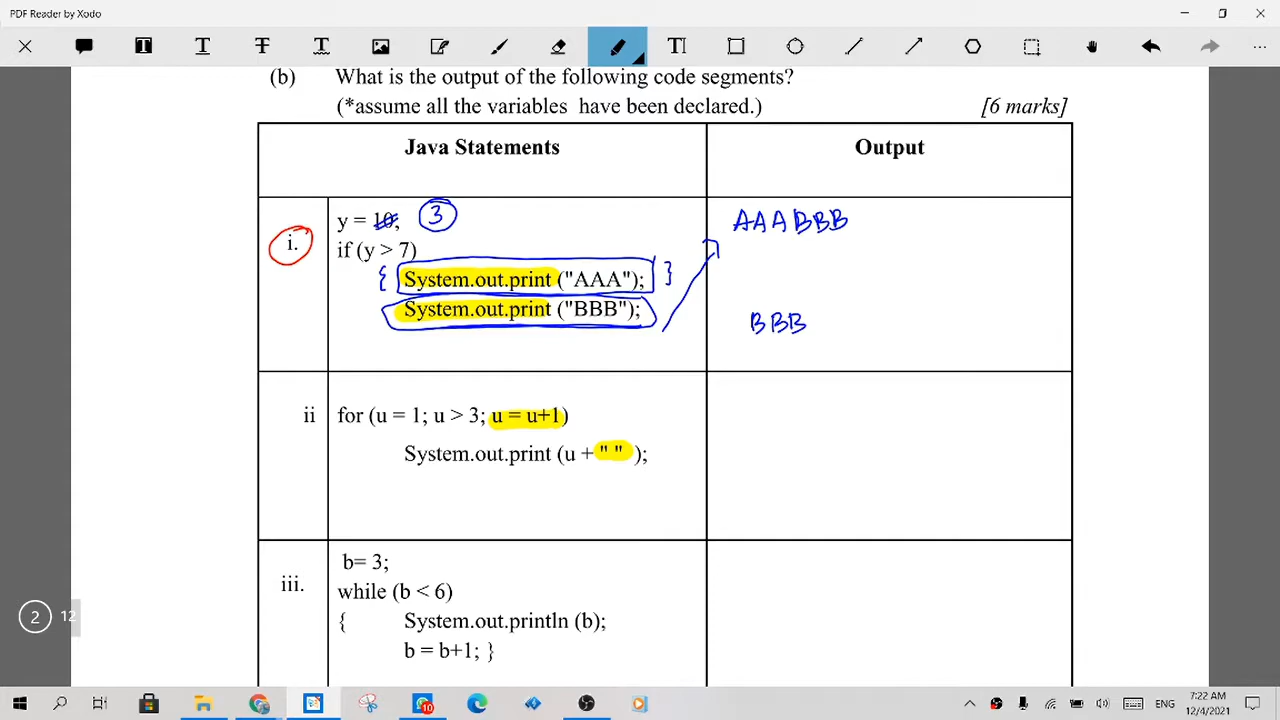 PDF Reader by Xodo
(b) What is the output of the following code segments?
(*assume all the variables have been declared.) [6 marks]
Java Statements Output
i. y = 10; 3 AAABBB
if (y > 7)
{ System.out.print ("AAA"); }
System.out.print ("BBB"); BBB
ii for (u = 1; u > 3; u = u+1)
System.out.print (u + " " );
b= 3;
iii. while (b < 6)
{ System.out.println (b);
b = b+1; }
2 12
10
ENG 7:22 AM
12/4/2021